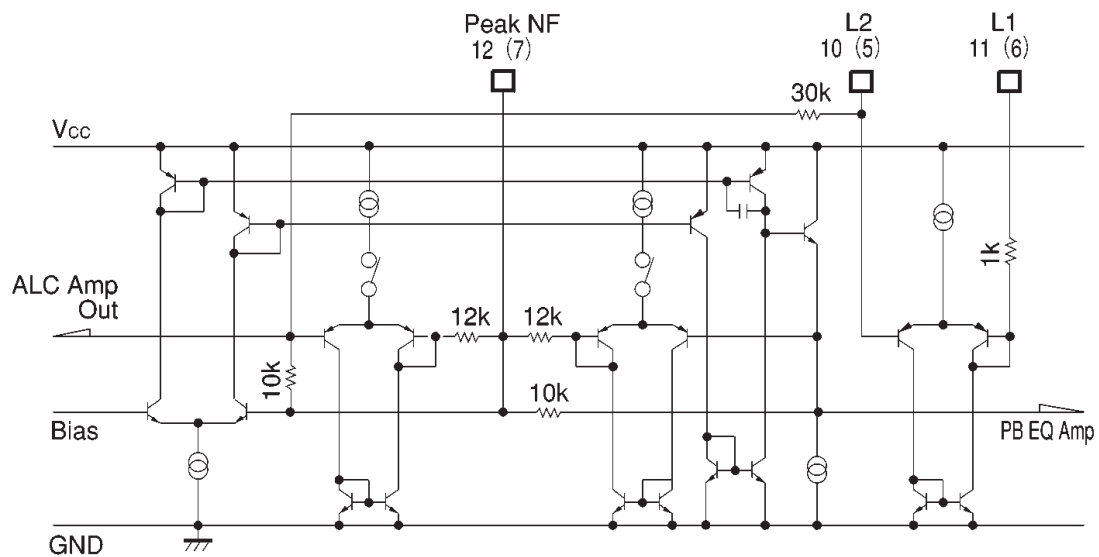 Peak NF
12 (7)
L2
10 (5)
L1
11 (6)
30k
Vcc
1k
ALC Amp
Out
12k
12k
10k
10k
Bias
PB EQ Amp
GND